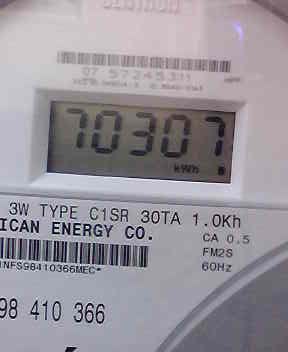 07 57245311
70307
kWh
3W TYPE C1SR 30TA 1.0Kh
ICAN ENERGY CO.
CA 0.5
FM2S
60Hz
1NFS98410366MEC*
98 410 366